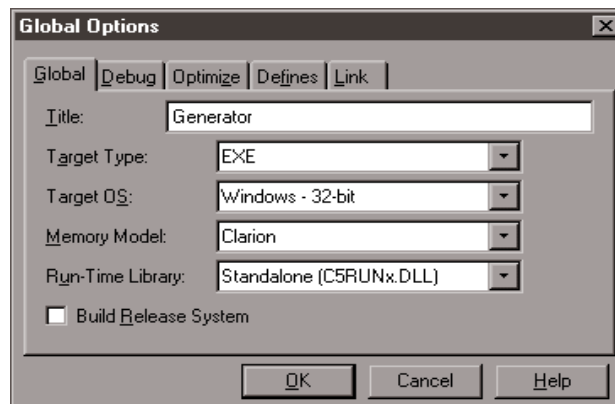 Global Options
Global Debug Optimize Defines Link
Title: Generator
Target Type: EXE
Target OS: Windows - 32-bit
Memory Model: Clarion
Run-Time Library: Standalone (C5RUNx.DLL)
Build Release System
OK Cancel Help